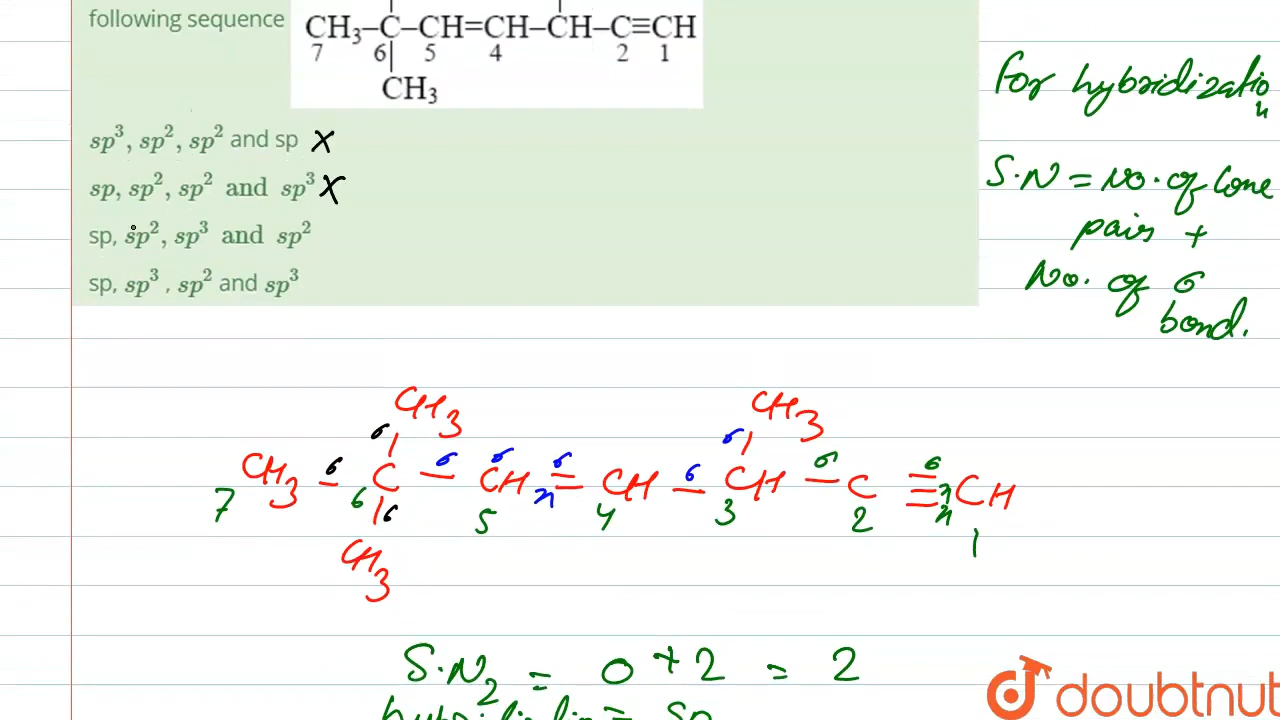 following sequence
CH₃–C–CH=CH–CH–C≡CH
7 6 5 4 2 1
CH₃
sp³, sp², sp² and sp X
sp, sp², sp² and sp³ X
sp, sp², sp³ and sp²
sp, sp³ , sp² and sp³
For hybridization
S.N = No. of lone
pairs +
No. of σ
bond.
CH₃ CH₃
σ σ
CH₃ – C – CH = CH – CH – C ≡ CH
σ σ σ σ σ σ σ
π π π
7 6 5 4 3 2 1
σ
CH₃
S.N₂ = 0 + 2 = 2
hybridization = sp
doubtnut